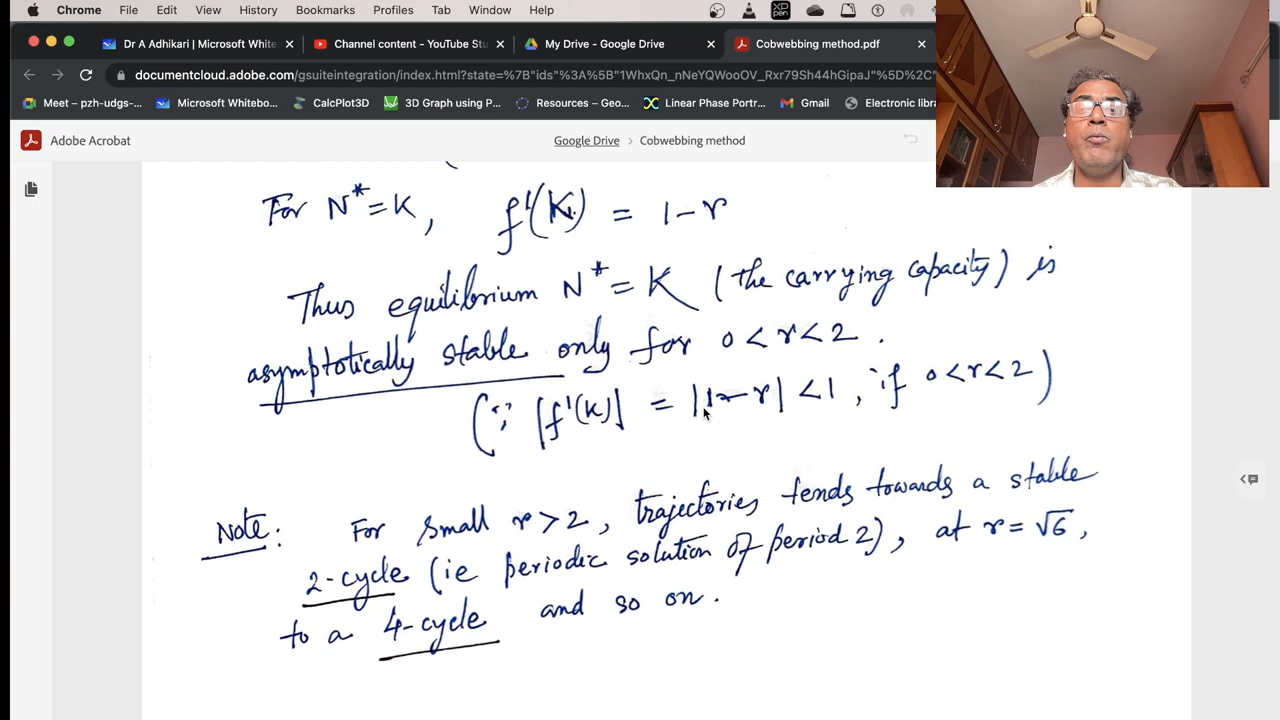 Chrome File Edit View History Bookmarks Profiles Tab Window Help
Dr A Adhikari | Microsoft White Channel content - YouTube Stu My Drive - Google Drive Cobwebbing method.pdf
documentcloud.adobe.com/gsuiteintegration/index.html?state=%7B"ids"%3A%5B"1WhxQn_nNeYQWooOV_Rxr79Sh44hGipaJ"%5D%2C"
Meet – pzh-udgs-... Microsoft Whitebo... CalcPlot3D 3D Graph using P... Resources – Geo... Linear Phase Portr... Gmail Electronic libra
Adobe Acrobat Google Drive > Cobwebbing method
For N* = K, f'(K) = 1 - r
Thus equilibrium N* = K (the carrying capacity) is
asymptotically stable only for 0 < r < 2.
(∵ |f'(K)| = |1 - r| < 1, if 0 < r < 2)
Note: For small r > 2, trajectories tends towards a stable
2-cycle (ie periodic solution of period 2), at r = √6,
to a 4-cycle and so on.